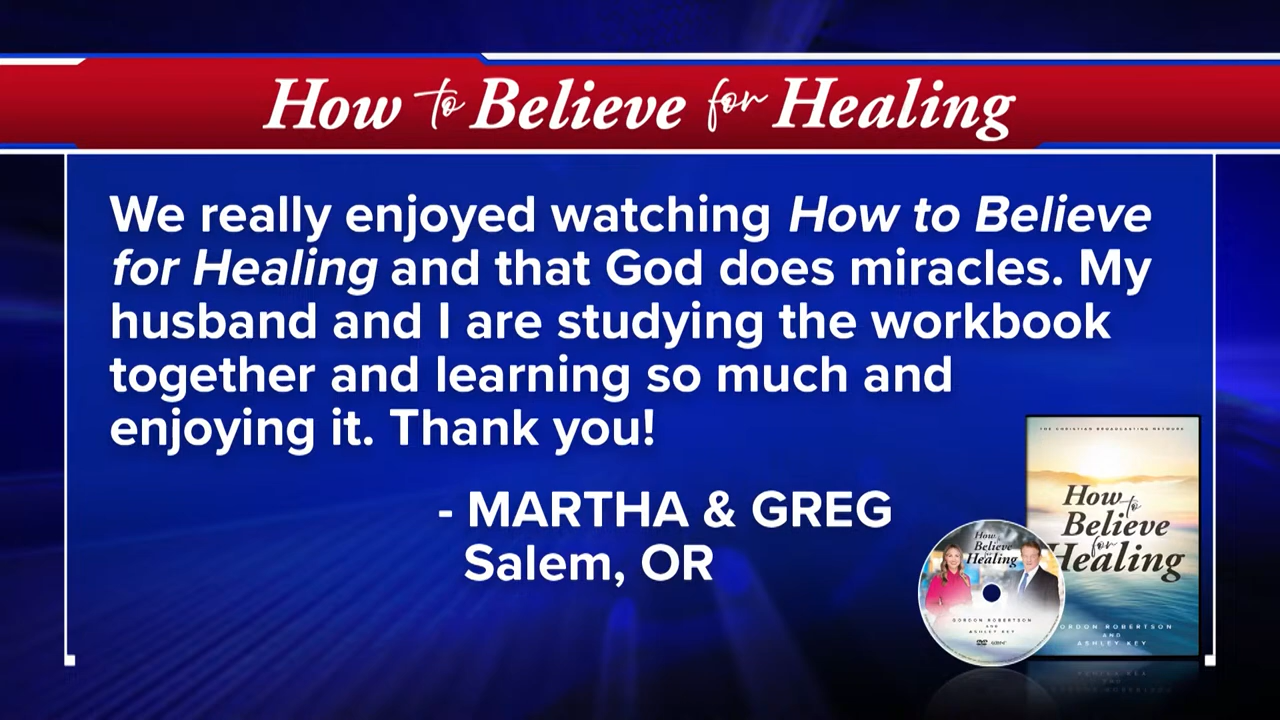 How to Believe for Healing
We really enjoyed watching How to Believe
for Healing and that God does miracles. My
husband and I are studying the workbook
together and learning so much and
enjoying it. Thank you!
- MARTHA & GREG
Salem, OR
THE CHRISTIAN BROADCASTING NETWORK
How
to
Believe
for
Healing
GORDON ROBERTSON
AND
ASHLEY KEY
How
Believe
for
Healing
GORDON ROBERTSON
AND
ASHLEY KEY
DVD